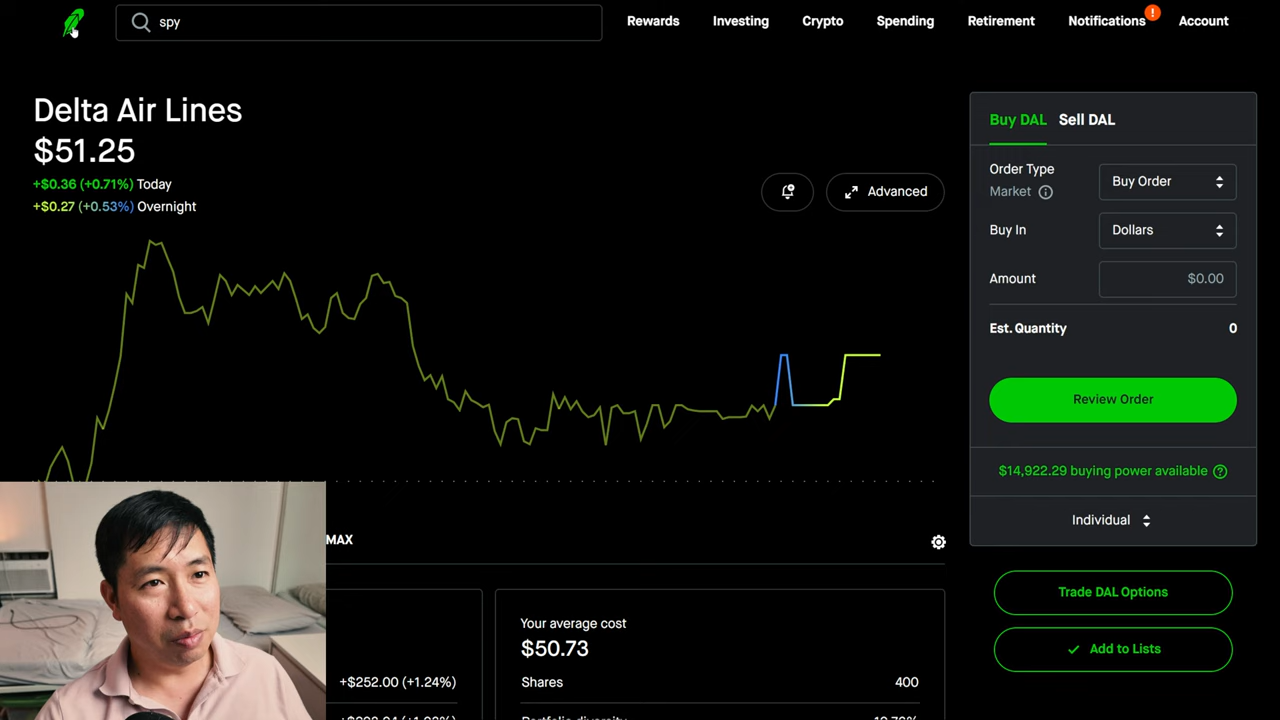 spy
Rewards
Investing
Crypto
Spending
Retirement
Notifications
!
Account
Delta Air Lines
$51.25
+$0.36 (+0.71%) Today
+$0.27 (+0.53%) Overnight
Advanced
Buy DAL
Sell DAL
Order Type
Market
Buy Order
Buy In
Dollars
Amount
$0.00
Est. Quantity
0
Review Order
$14,922.29 buying power available
Individual
Trade DAL Options
Add to Lists
MAX
+$252.00 (+1.24%)
Your average cost
$50.73
Shares
400
Portfolio diversity